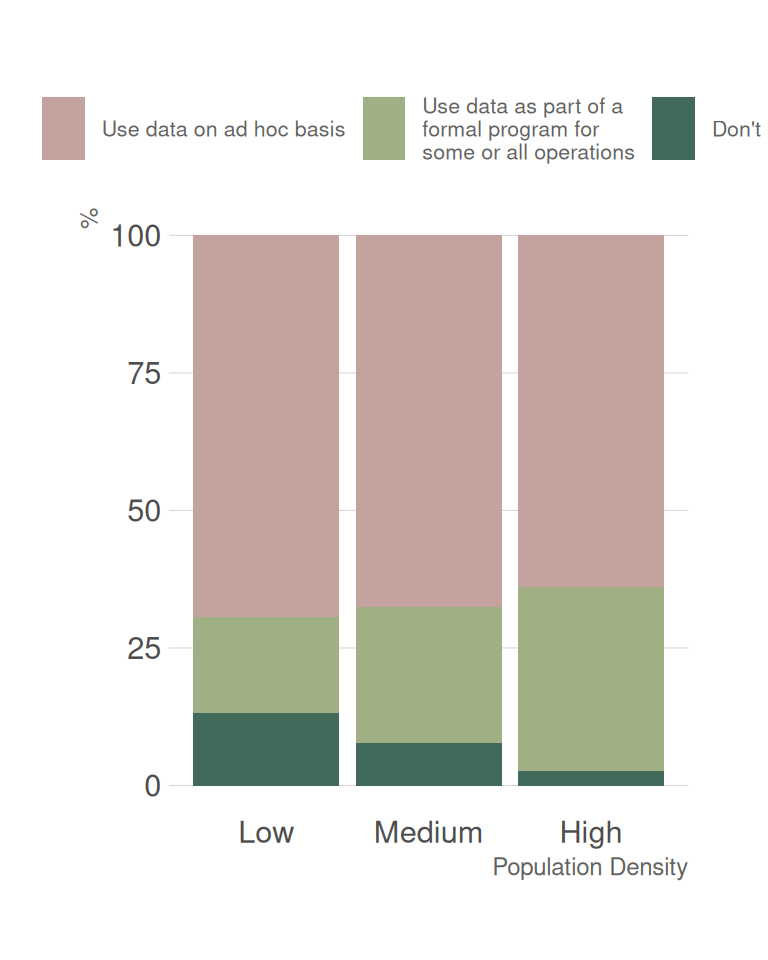 Use data on ad hoc basis
Use data as part of a
formal program for
some or all operations
Don't
%
100
75
50
25
0
Low
Medium
High
Population Density